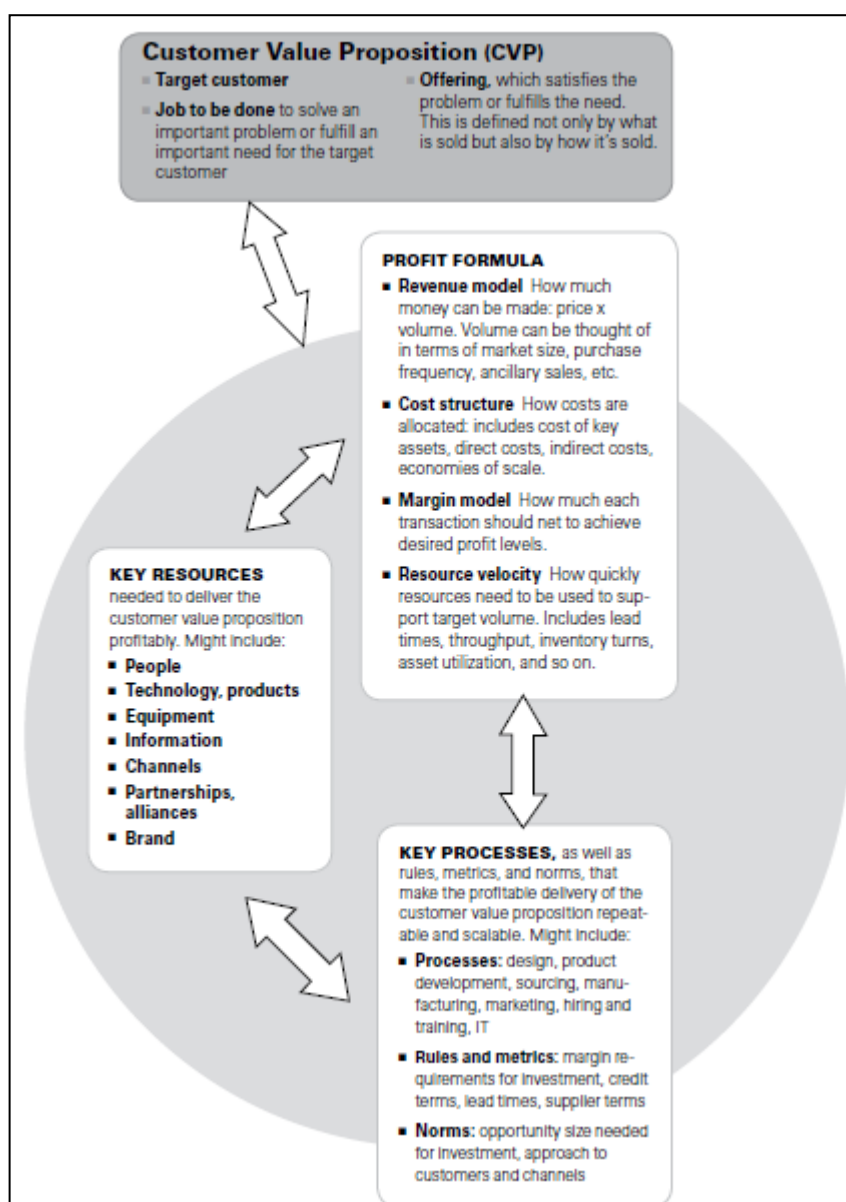 Customer Value Proposition (CVP)
■ Target customer
■ Job to be done to solve an
important problem or fulfill an
important need for the target
customer
■ Offering, which satisfies the
problem or fulfills the need.
This is defined not only by what
is sold but also by how it's sold.
PROFIT FORMULA
■ Revenue model How much
money can be made: price x
volume. Volume can be thought of
in terms of market size, purchase
frequency, ancillary sales, etc.
■ Cost structure How costs are
allocated: includes cost of key
assets, direct costs, indirect costs,
economies of scale.
■ Margin model How much each
transaction should net to achieve
desired profit levels.
■ Resource velocity How quickly
resources need to be used to sup-
port target volume. Includes lead
times, throughput, inventory turns,
asset utilization, and so on.
KEY RESOURCES
needed to deliver the
customer value proposition
profitably. Might include:
■ People
■ Technology, products
■ Equipment
■ Information
■ Channels
■ Partnerships,
alliances
■ Brand
KEY PROCESSES, as well as
rules, metrics, and norms, that
make the profitable delivery of the
customer value proposition repeat-
able and scalable. Might include:
■ Processes: design, product
development, sourcing, manu-
facturing, marketing, hiring and
training, IT
■ Rules and metrics: margin re-
quirements for investment, credit
terms, lead times, supplier terms
■ Norms: opportunity size needed
for investment, approach to
customers and channels